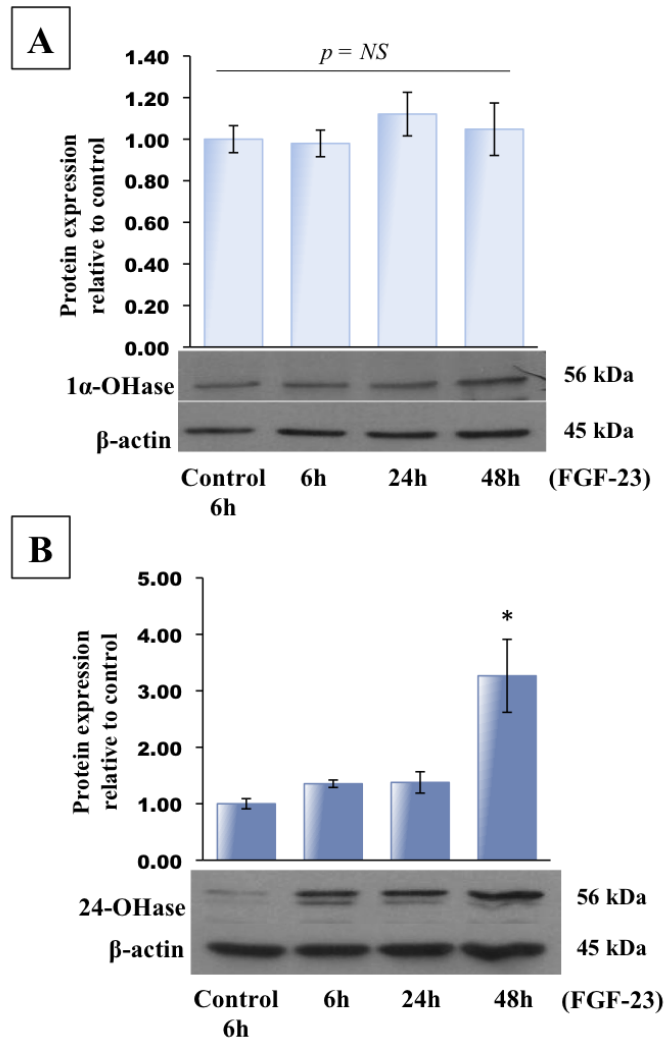 A
p = NS
Protein expression
relative to control
1.40
1.20
1.00
0.80
0.60
0.40
0.20
0.00
1α-OHase
56 kDa
β-actin
45 kDa
Control
6h
6h
24h
48h
(FGF-23)
B
Protein expression
relative to control
5.00
4.00
3.00
2.00
1.00
0.00
*
24-OHase
56 kDa
β-actin
45 kDa
Control
6h
6h
24h
48h
(FGF-23)